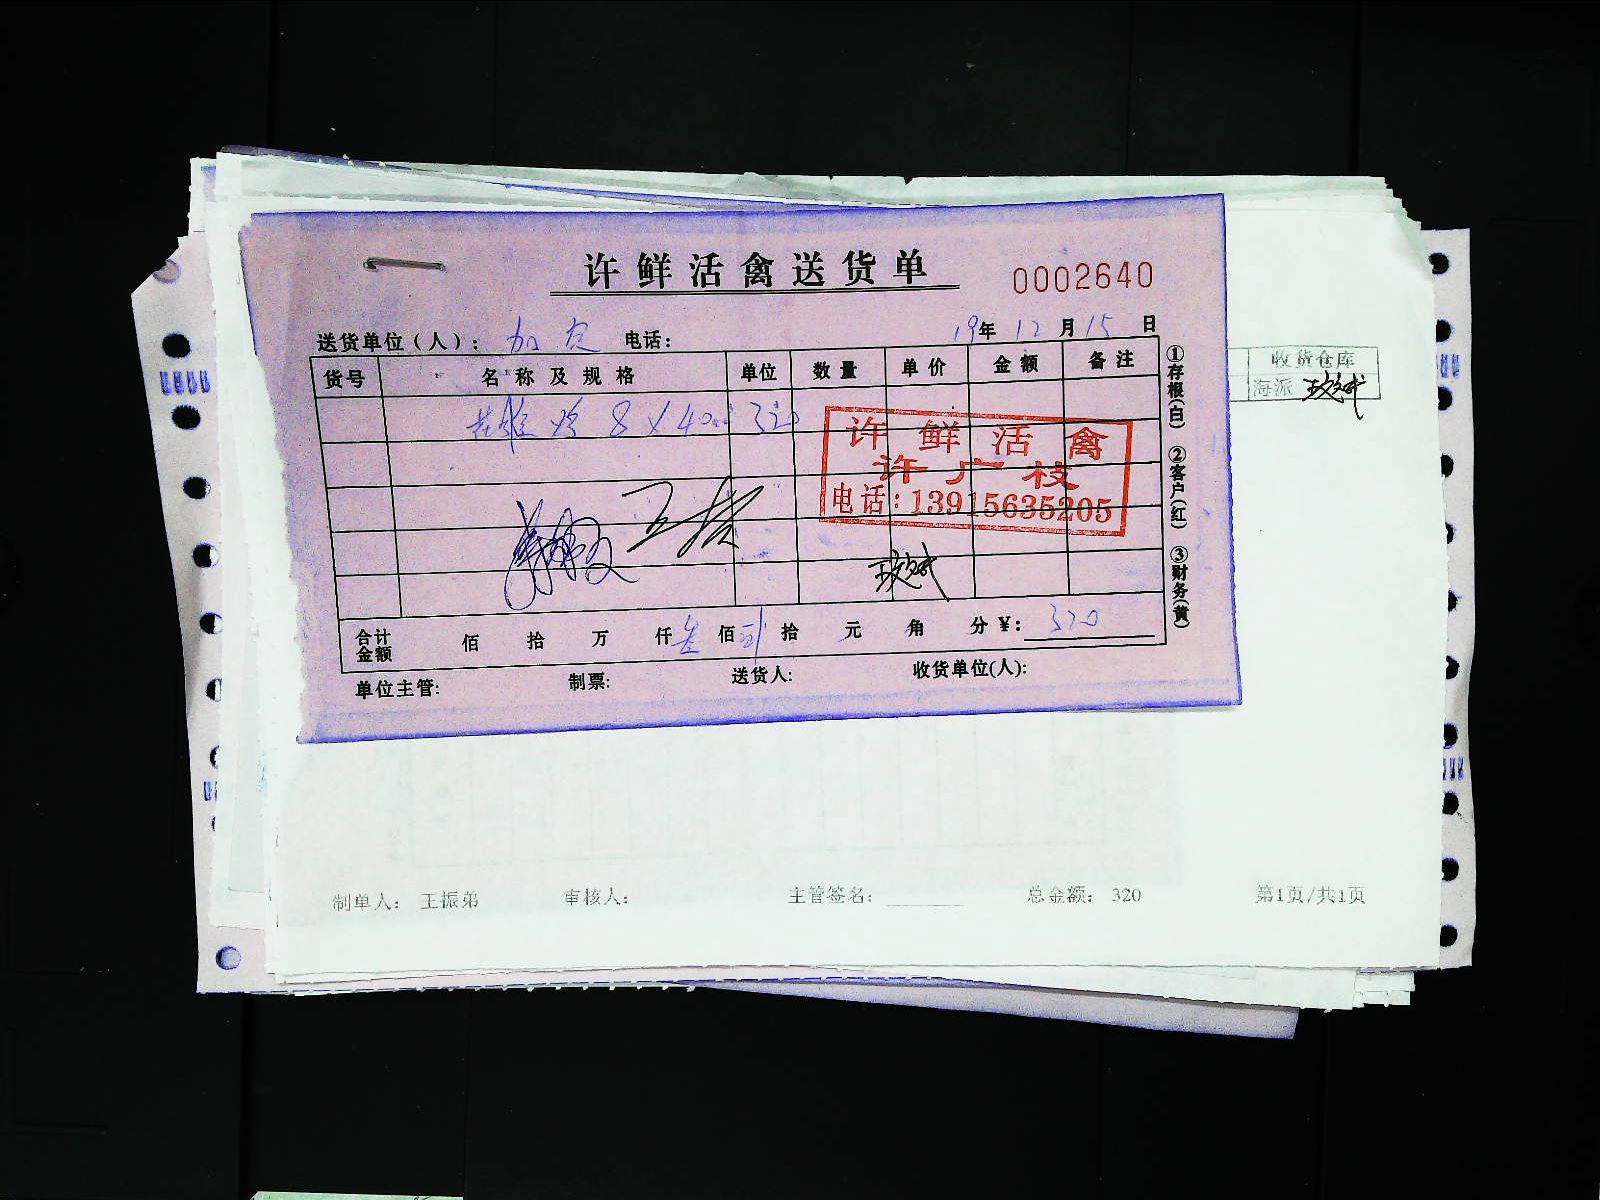 许鲜活禽送货单
0002640
送货单位（人）： 加 电话： 19年12月15日
货号 名称及规格 单位 数量 单价 金额 备注
雄鸡 8×40 320
许鲜活禽
许广枝
电话:13915635205
合计金额 佰 拾 万 仟叁佰贰拾 元 角 分 ¥: 320
单位主管: 制票: 送货人: 收货单位(人):
①存根(白) ②客户(红) ③财务(黄)
收货仓库
海派
制单人: 王振弟 审核人: 主管签名: 总金额: 320 第1页/共1页